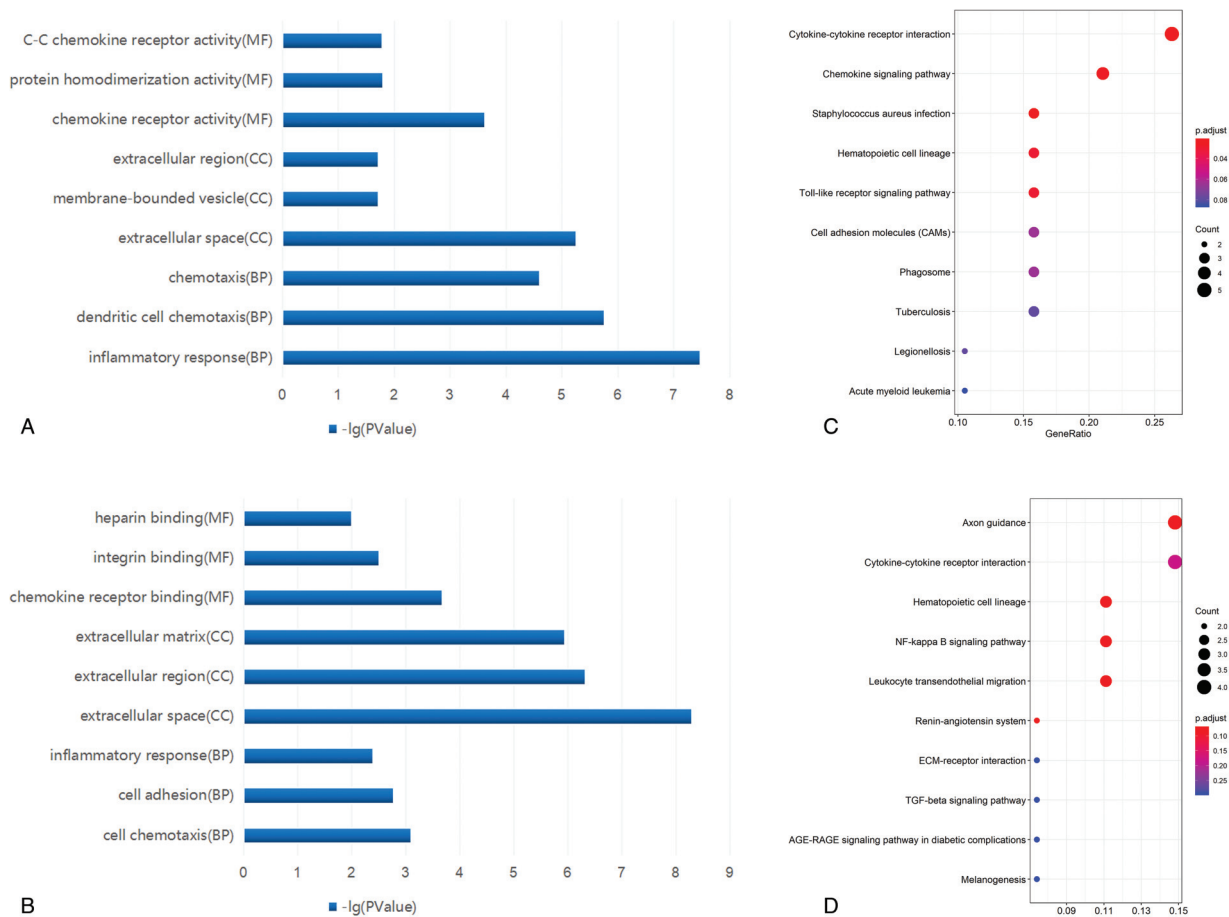 C-C chemokine receptor activity(MF)
protein homodimerization activity(MF)
chemokine receptor activity(MF)
extracellular region(CC)
membrane-bounded vesicle(CC)
extracellular space(CC)
chemotaxis(BP)
dendritic cell chemotaxis(BP)
inflammatory response(BP)
0 1 2 3 4 5 6 7 8
-lg(PValue)
A
Cytokine-cytokine receptor interaction
Chemokine signaling pathway
Staphylococcus aureus infection
Hematopoietic cell lineage
Toll-like receptor signaling pathway
Cell adhesion molecules (CAMs)
Phagosome
Tuberculosis
Legionellosis
Acute myeloid leukemia
0.10 0.15 0.20 0.25
GeneRatio
p.adjust
0.04
0.06
0.08
Count
2
3
4
5
C
heparin binding(MF)
integrin binding(MF)
chemokine receptor binding(MF)
extracellular matrix(CC)
extracellular region(CC)
extracellular space(CC)
inflammatory response(BP)
cell adhesion(BP)
cell chemotaxis(BP)
0 1 2 3 4 5 6 7 8 9
-lg(PValue)
B
Axon guidance
Cytokine-cytokine receptor interaction
Hematopoietic cell lineage
NF-kappa B signaling pathway
Leukocyte transendothelial migration
Renin-angiotensin system
ECM-receptor interaction
TGF-beta signaling pathway
AGE-RAGE signaling pathway in diabetic complications
Melanogenesis
0.09 0.11 0.13 0.15
Count
2.0
2.5
3.0
3.5
4.0
p.adjust
0.10
0.15
0.20
0.25
D